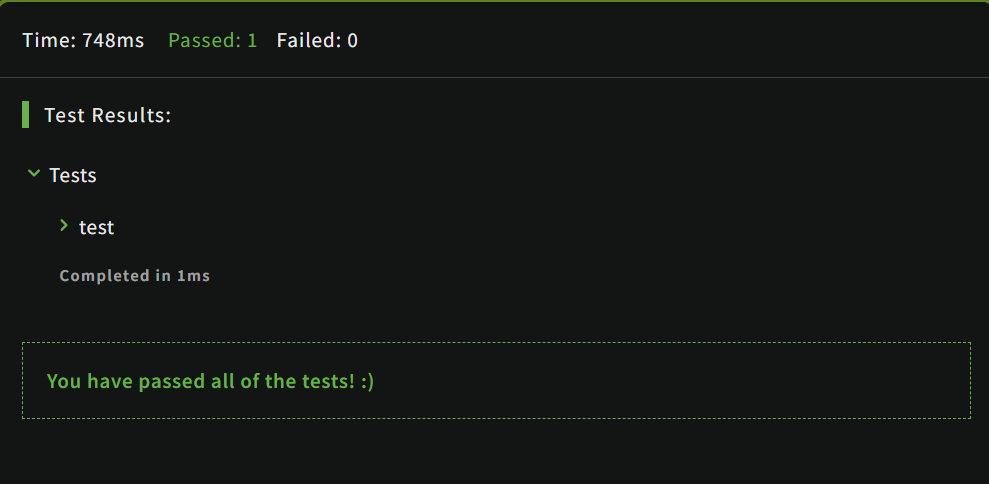 Time: 748ms Passed: 1 Failed: 0
Test Results:
Tests
test
Completed in 1ms
You have passed all of the tests! :)